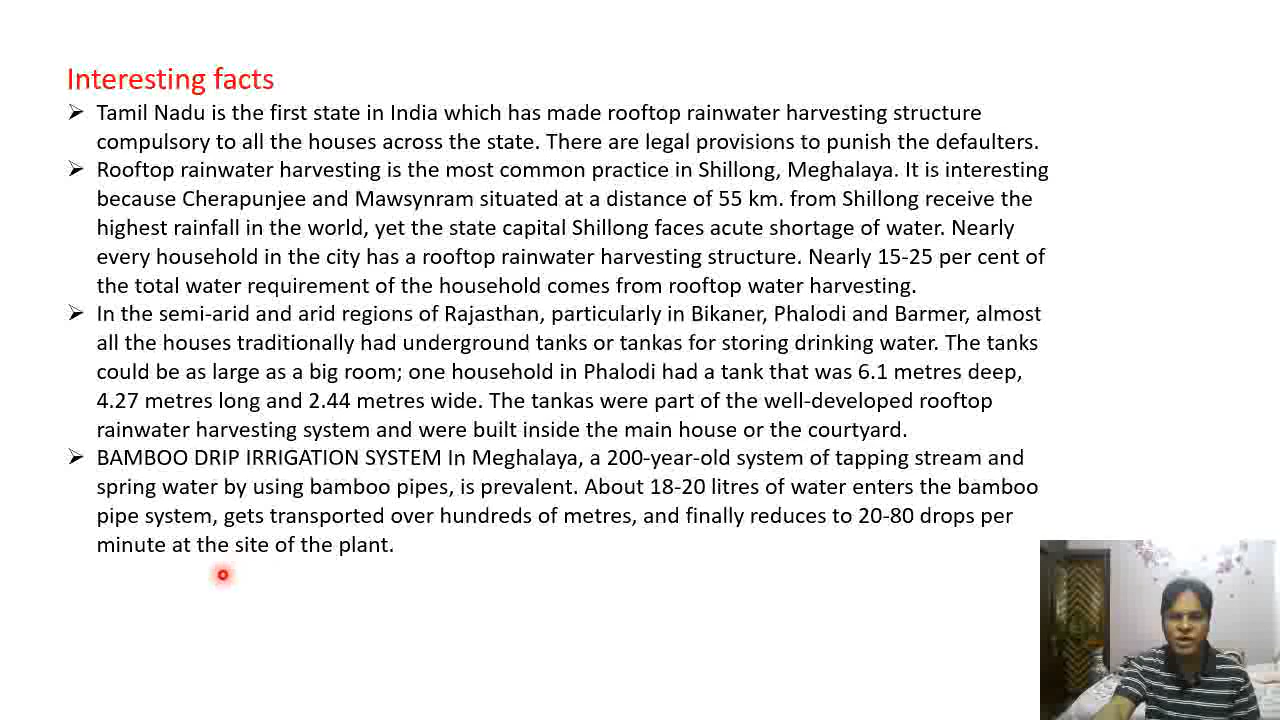 Interesting facts
Tamil Nadu is the first state in India which has made rooftop rainwater harvesting structure
compulsory to all the houses across the state. There are legal provisions to punish the defaulters.
Rooftop rainwater harvesting is the most common practice in Shillong, Meghalaya. It is interesting
because Cherapunjee and Mawsynram situated at a distance of 55 km. from Shillong receive the
highest rainfall in the world, yet the state capital Shillong faces acute shortage of water. Nearly
every household in the city has a rooftop rainwater harvesting structure. Nearly 15-25 per cent of
the total water requirement of the household comes from rooftop water harvesting.
In the semi-arid and arid regions of Rajasthan, particularly in Bikaner, Phalodi and Barmer, almost
all the houses traditionally had underground tanks or tankas for storing drinking water. The tanks
could be as large as a big room; one household in Phalodi had a tank that was 6.1 metres deep,
4.27 metres long and 2.44 metres wide. The tankas were part of the well-developed rooftop
rainwater harvesting system and were built inside the main house or the courtyard.
BAMBOO DRIP IRRIGATION SYSTEM In Meghalaya, a 200-year-old system of tapping stream and
spring water by using bamboo pipes, is prevalent. About 18-20 litres of water enters the bamboo
pipe system, gets transported over hundreds of metres, and finally reduces to 20-80 drops per
minute at the site of the plant.